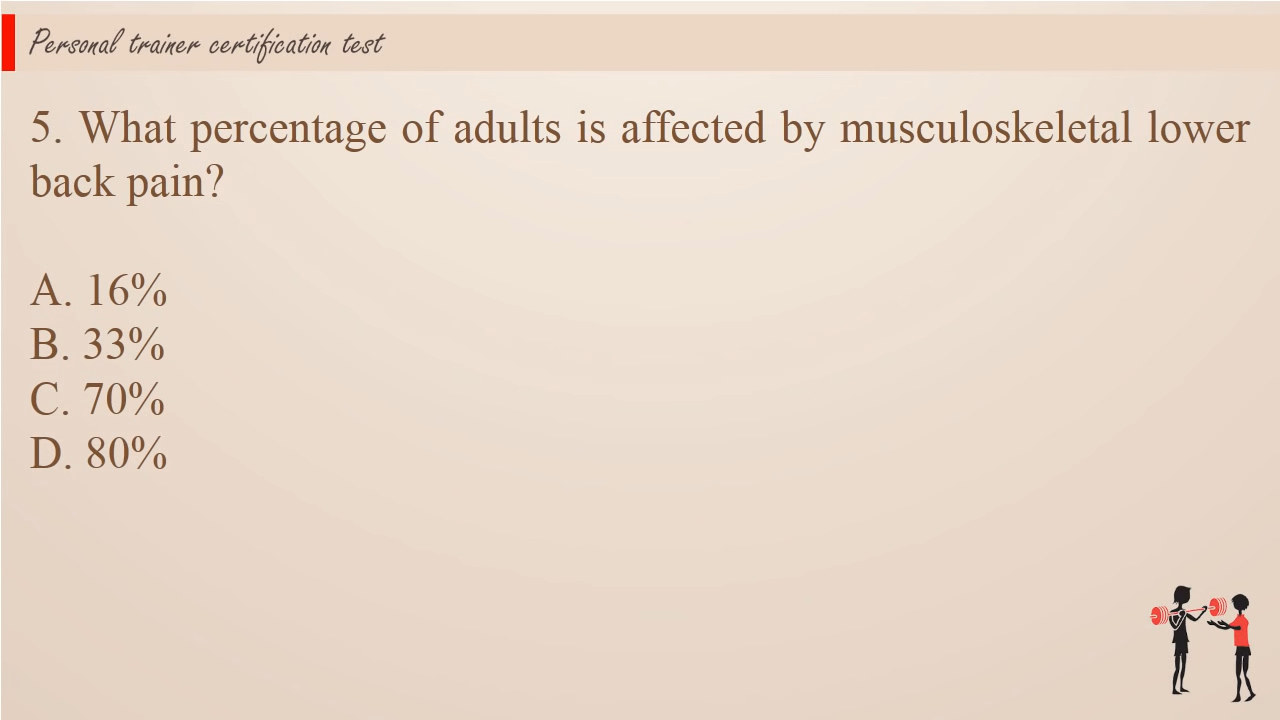 Personal trainer certification test
5. What percentage of adults is affected by musculoskeletal lower
back pain?
A. 16%
B. 33%
C. 70%
D. 80%